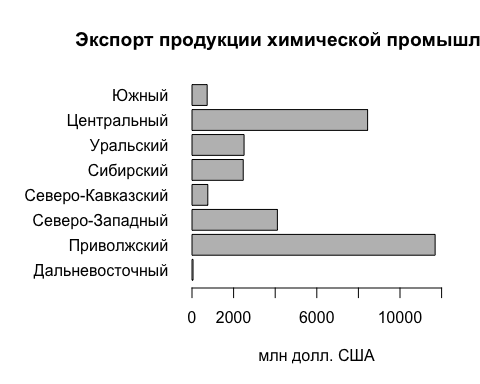 Экспорт продукции химической промышл
Южный
Центральный
Уральский
Сибирский
Северо-Кавказский
Северо-Западный
Приволжский
Дальневосточный
0 2000 6000 10000
млн долл. США